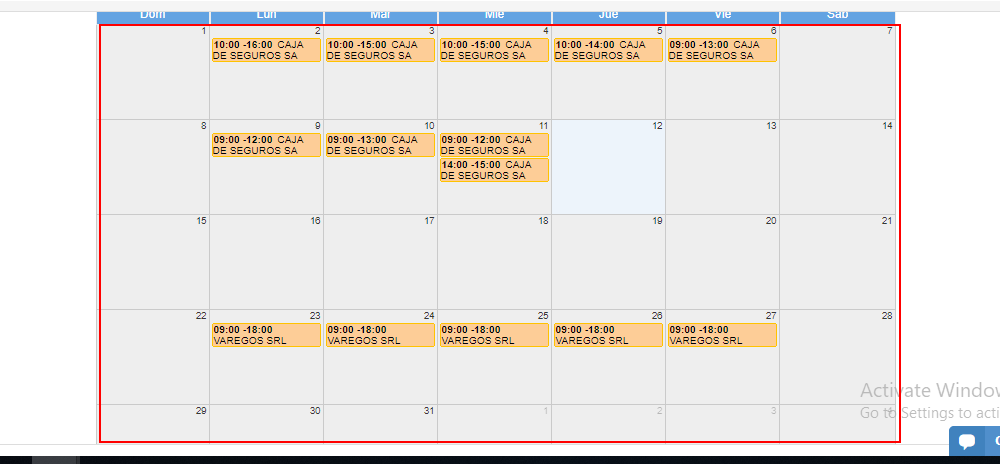 Dom Lun Mar Mié Jue Vie Sáb
1 2 3 4 5 6 7
10:00 -16:00 CAJA DE SEGUROS SA
10:00 -15:00 CAJA DE SEGUROS SA
10:00 -15:00 CAJA DE SEGUROS SA
10:00 -14:00 CAJA DE SEGUROS SA
09:00 -13:00 CAJA DE SEGUROS SA
8 9 10 11 12 13 14
09:00 -12:00 CAJA DE SEGUROS SA
09:00 -13:00 CAJA DE SEGUROS SA
09:00 -12:00 CAJA DE SEGUROS SA
14:00 -15:00 CAJA DE SEGUROS SA
15 16 17 18 19 20 21
22 23 24 25 26 27 28
09:00 -18:00 VAREGOS SRL
09:00 -18:00 VAREGOS SRL
09:00 -18:00 VAREGOS SRL
09:00 -18:00 VAREGOS SRL
09:00 -18:00 VAREGOS SRL
29 30 31 1 2 3
Activate Window
Go to Settings to acti